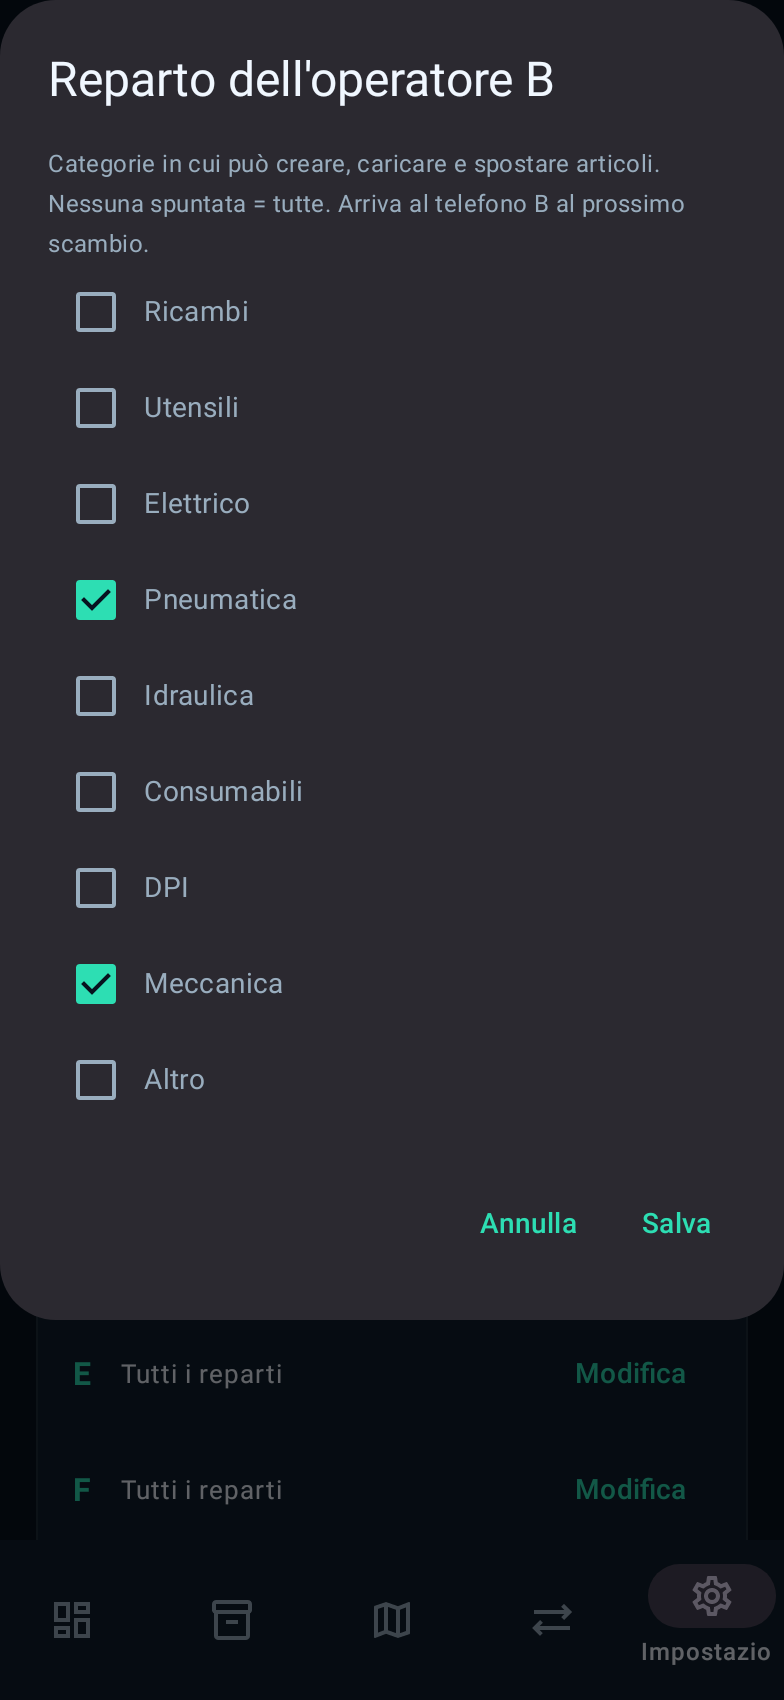 Reparto dell'operatore B
Categorie in cui può creare, caricare e spostare articoli.
Nessuna spuntata = tutte. Arriva al telefono B al prossimo
scambio.
Ricambi
Utensili
Elettrico
Pneumatica
Idraulica
Consumabili
DPI
Meccanica
Altro
Annulla Salva
E Tutti i reparti Modifica
F Tutti i reparti Modifica
Impostazio